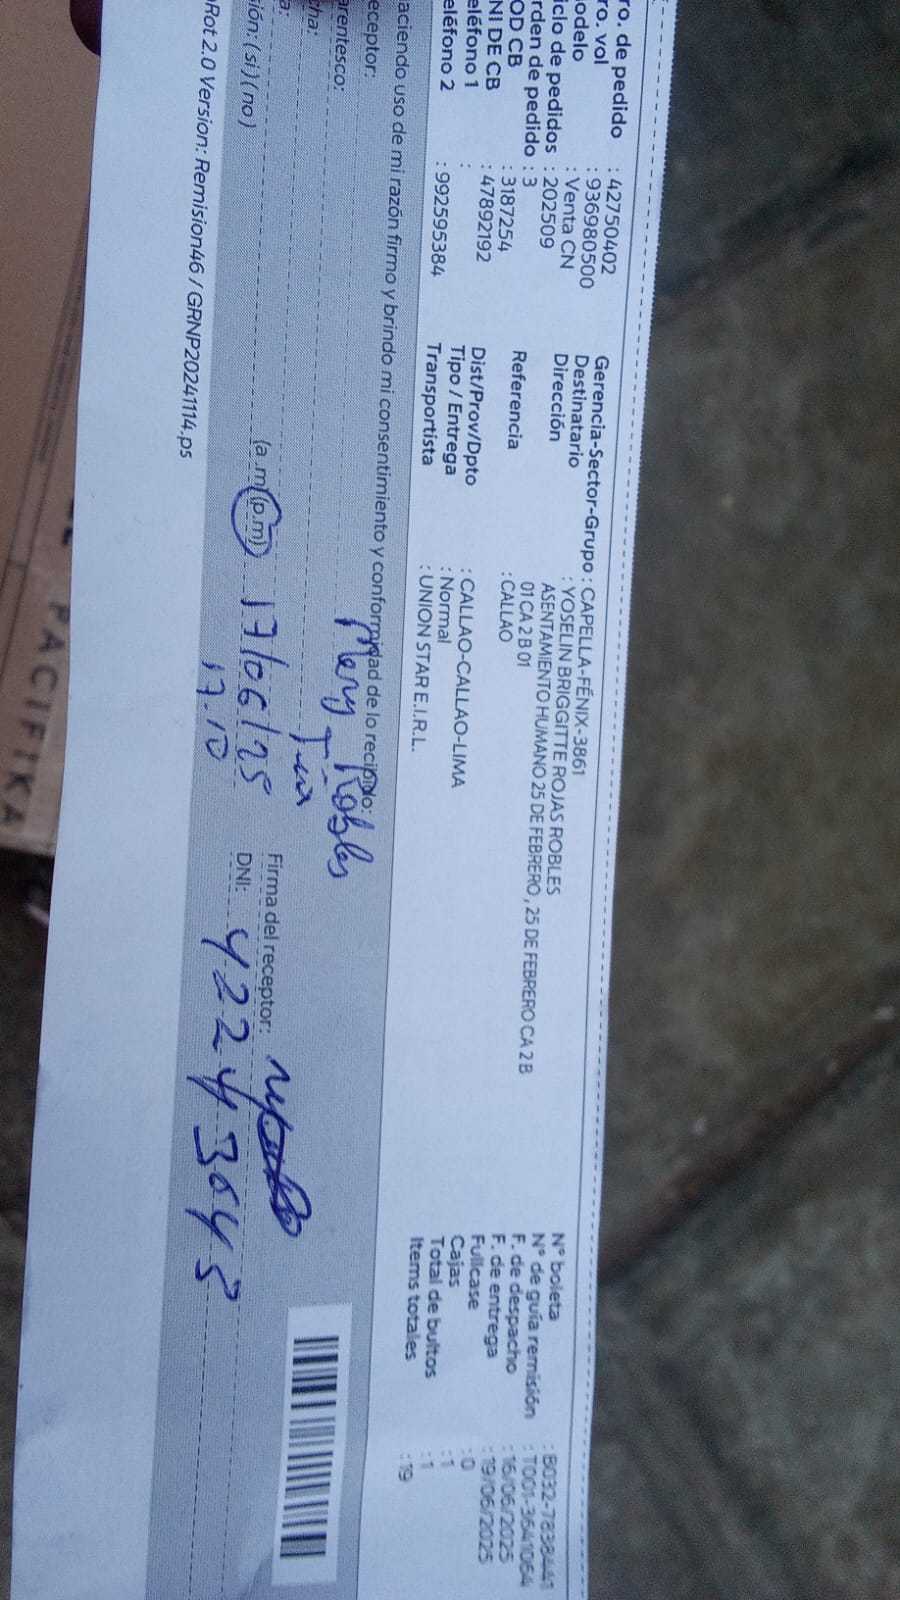 ro. de pedido : 42750402
ro. vol : 936980500
odelo : Venta CN
iclo de pedidos : 202509
rden de pedido : 3
OD CB : 3187254
NI DE CB : 47892192
eléfono 1 :
eléfono 2 : 992595384
Gerencia-Sector-Grupo : CAPELLA-FÉNIX-3861
Destinatario : YOSELIN BRIGGITTE ROJAS ROBLES
Dirección ASENTAMIENTO HUMANO 25 DE FEBRERO, 25 DE FEBRERO CA 2 B
01 CA 2 B 01
Referencia : CALLAO
Dist/Prov/Dpto : CALLAO-CALLAO-LIMA
Tipo / Entrega : Normal
Transportista : UNION STAR E.I.R.L.
N° boleta : B032-7838441
N° de guía remisión : T001-3641064
F. de despacho : 16/06/2025
F. de entrega : 19/06/2025
Fullcase : 0
Cajas : 1
Total de bultos : 1
Items totales : 19
aciendo uso de mi razón firmo y brindo mi consentimiento y conformidad de lo recibido:
eceptor: Mery Robles
arentesco: Tia
cha: 17/06/25
a: (a.m) (p.m) 17.10
Firma del receptor:
DNI: 42243045
sión: (si) (no)
Rot 2.0 Version: Remision46 / GRNP20241114.ps
PACIFIKA